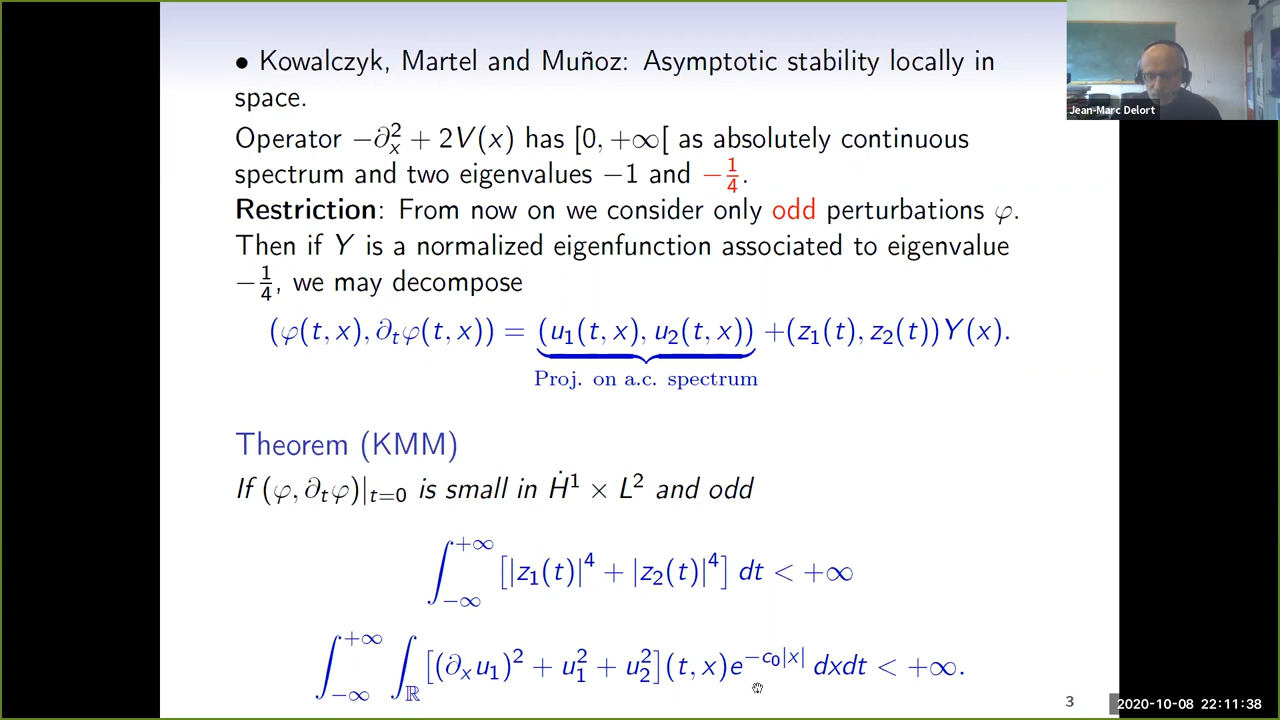 • Kowalczyk, Martel and Muñoz: Asymptotic stability locally in
space.
Operator −∂ₓ² + 2V(x) has [0, +∞[ as absolutely continuous
spectrum and two eigenvalues −1 and −1/4.
Restriction: From now on we consider only odd perturbations φ.
Then if Y is a normalized eigenfunction associated to eigenvalue
−1/4, we may decompose
(φ(t, x), ∂ₜφ(t, x)) = (u₁(t, x), u₂(t, x)) +(z₁(t), z₂(t))Y(x).
Proj. on a.c. spectrum
Theorem (KMM)
If (φ, ∂ₜφ)|ₜ₌₀ is small in Ḣ¹ × L² and odd
∫_{−∞}^{+∞} [|z₁(t)|⁴ + |z₂(t)|⁴] dt < +∞
∫_{−∞}^{+∞} ∫_ℝ [(∂ₓu₁)² + u₁² + u₂²](t, x)e^{−c₀|x|} dxdt < +∞.
3
Jean-Marc Delort
2020-10-08 22:11:38